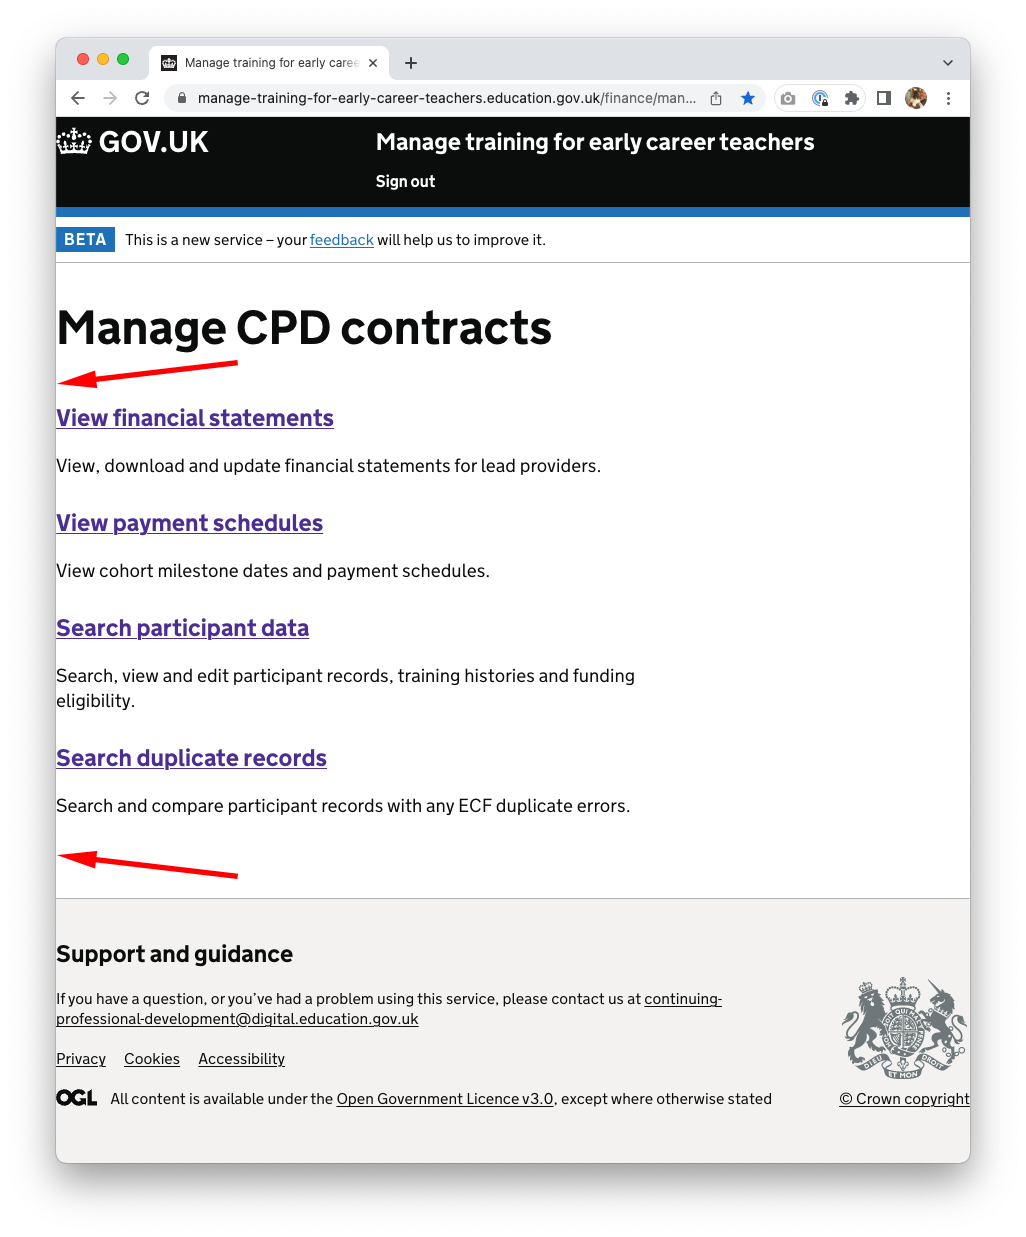 Manage training for early caree
manage-training-for-early-career-teachers.education.gov.uk/finance/man...
GOV.UK
Manage training for early career teachers
Sign out
BETA This is a new service – your feedback will help us to improve it.
Manage CPD contracts
View financial statements
View, download and update financial statements for lead providers.
View payment schedules
View cohort milestone dates and payment schedules.
Search participant data
Search, view and edit participant records, training histories and funding
eligibility.
Search duplicate records
Search and compare participant records with any ECF duplicate errors.
Support and guidance
If you have a question, or you’ve had a problem using this service, please contact us at continuing-
professional-development@digital.education.gov.uk
Privacy Cookies Accessibility
DIEU ET MON DROIT
OGL All content is available under the Open Government Licence v3.0, except where otherwise stated
© Crown copyright